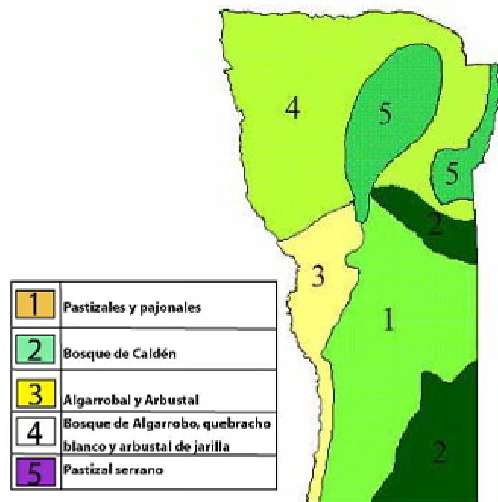 4
5
5
2
3
1
2
1 Pastizales y pajonales
2 Bosque de Caldén
3 Algarrobal y Arbustal
4 Bosque de Algarrobo, quebracho
blanco y arbustal de jarilla
5 Pastizal serrano